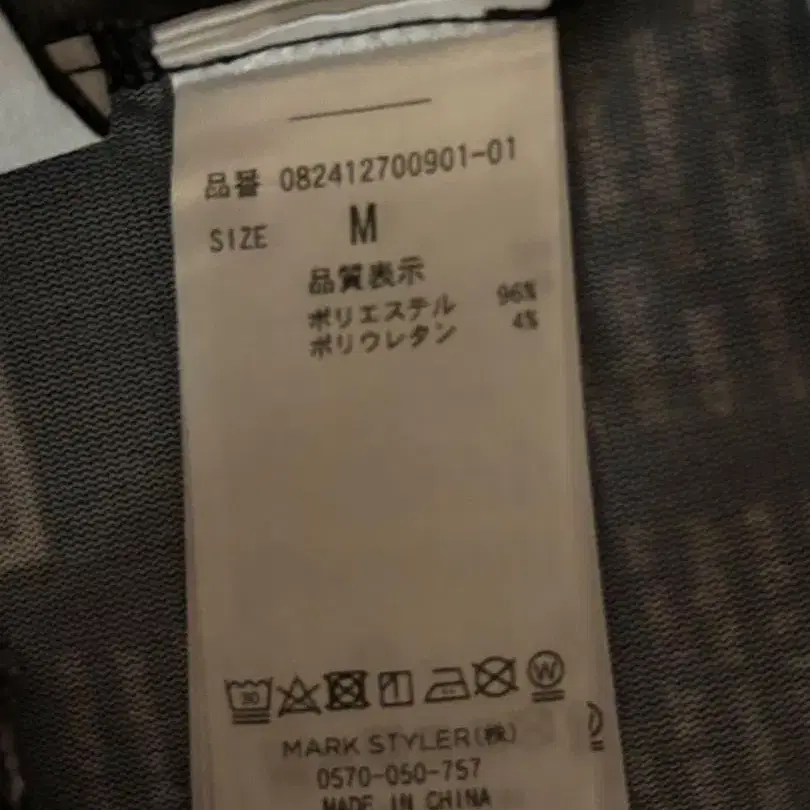 品番 082412700901-01
SIZE M
品質表示
ポリエステル 96%
ポリウレタン 4%
30
W
MARK STYLER(株)
0570-050-757
MADE IN CHINA